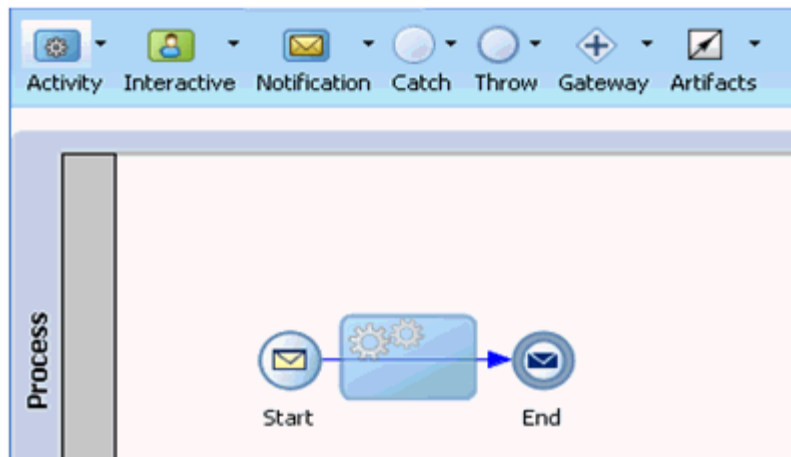 Activity Interactive Notification Catch Throw Gateway Artifacts
Process
Start End